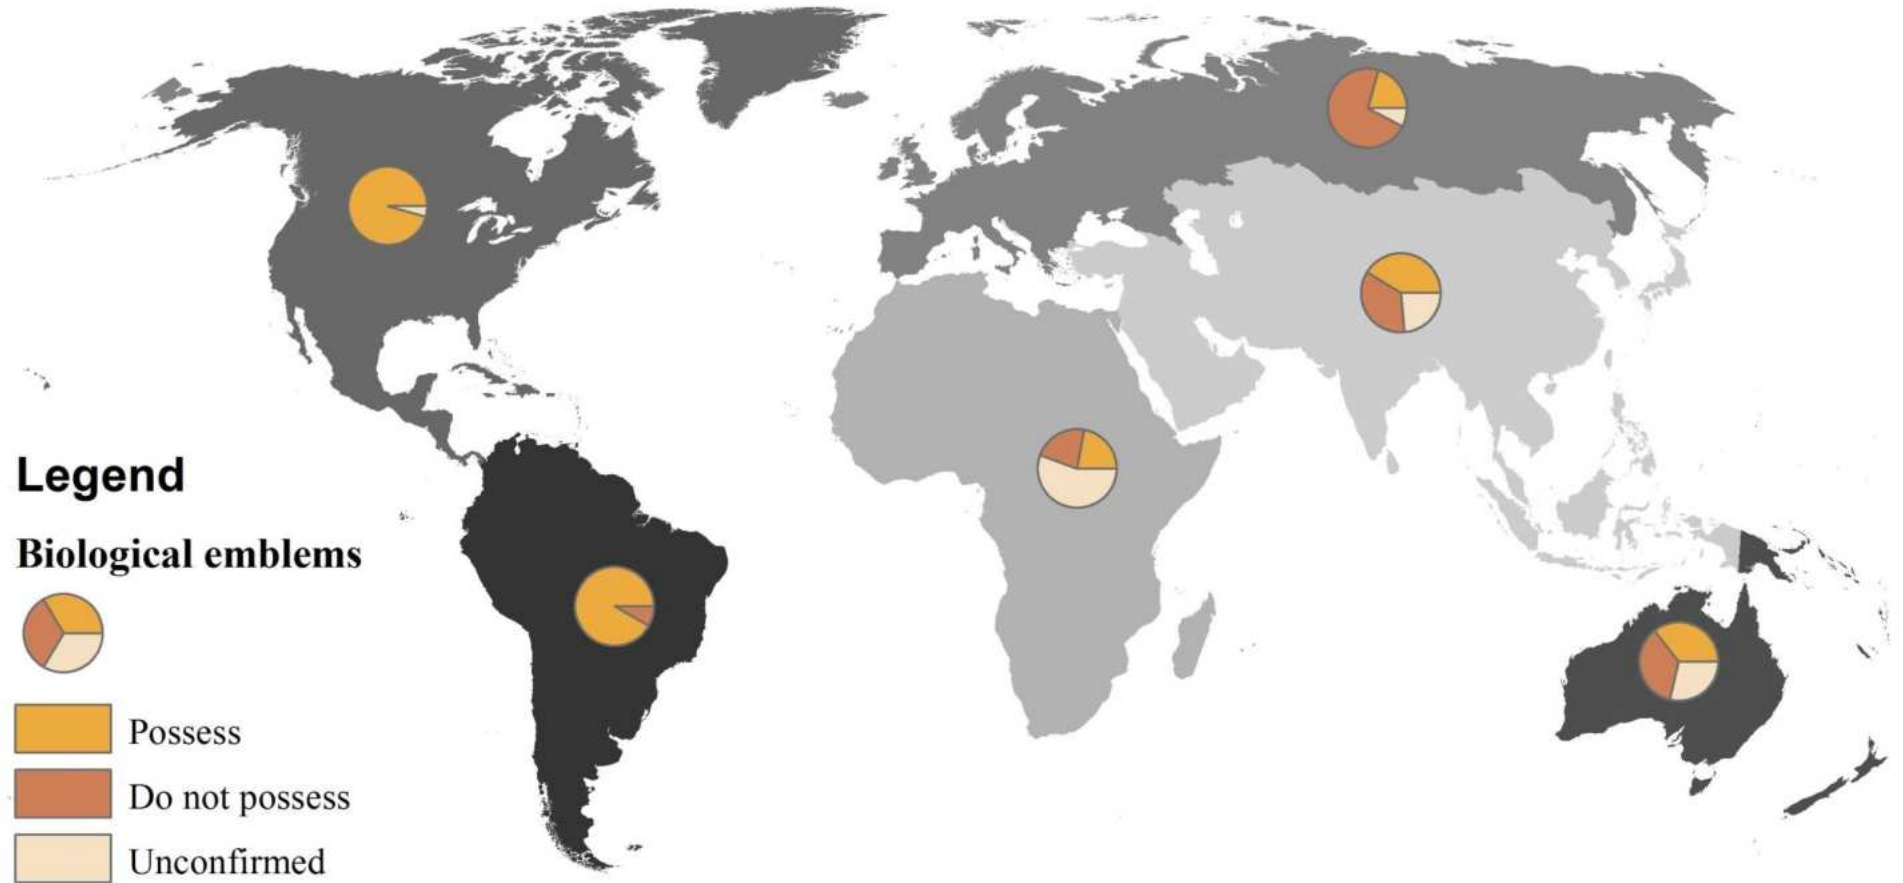 Legend
Biological emblems
Possess
Do not possess
Unconfirmed